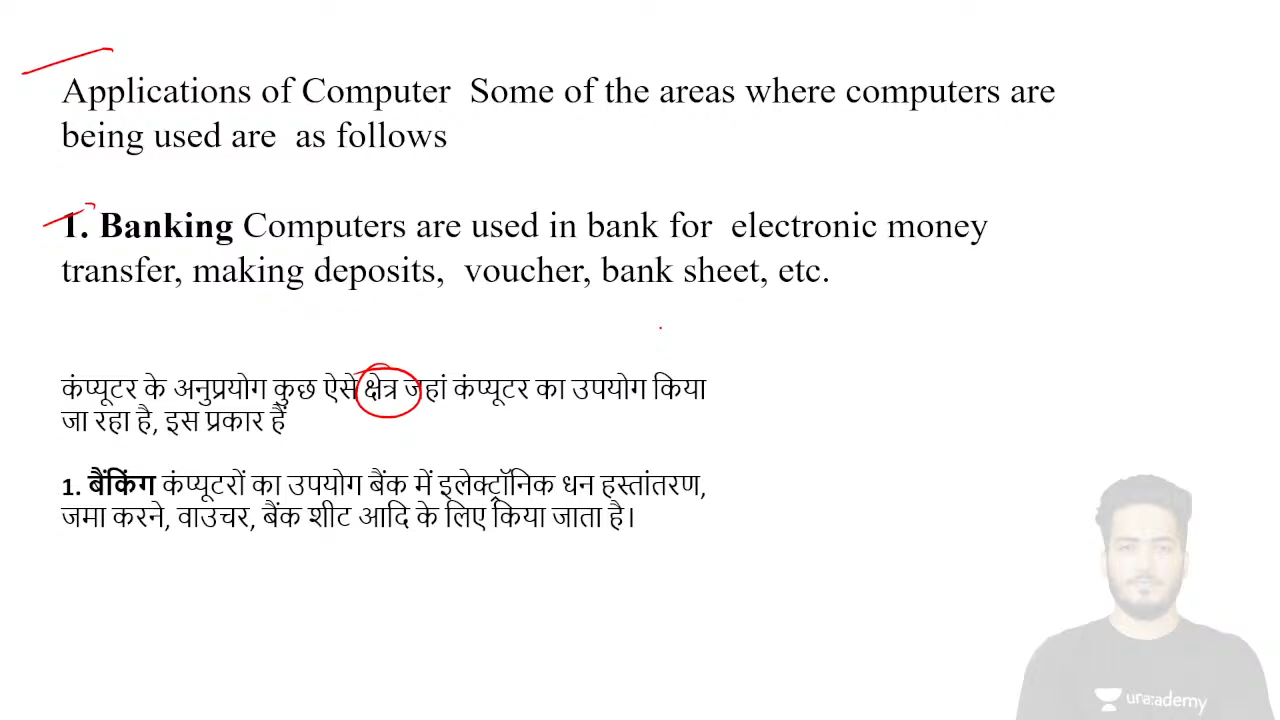 Applications of Computer Some of the areas where computers are
being used are as follows
1. Banking Computers are used in bank for electronic money
transfer, making deposits, voucher, bank sheet, etc.
कंप्यूटर के अनुप्रयोग कुछ ऐसे क्षेत्र जहां कंप्यूटर का उपयोग किया
जा रहा है, इस प्रकार हैं
1. बैंकिंग कंप्यूटरों का उपयोग बैंक में इलेक्ट्रॉनिक धन हस्तांतरण,
जमा करने, वाउचर, बैंक शीट आदि के लिए किया जाता है।
unacademy